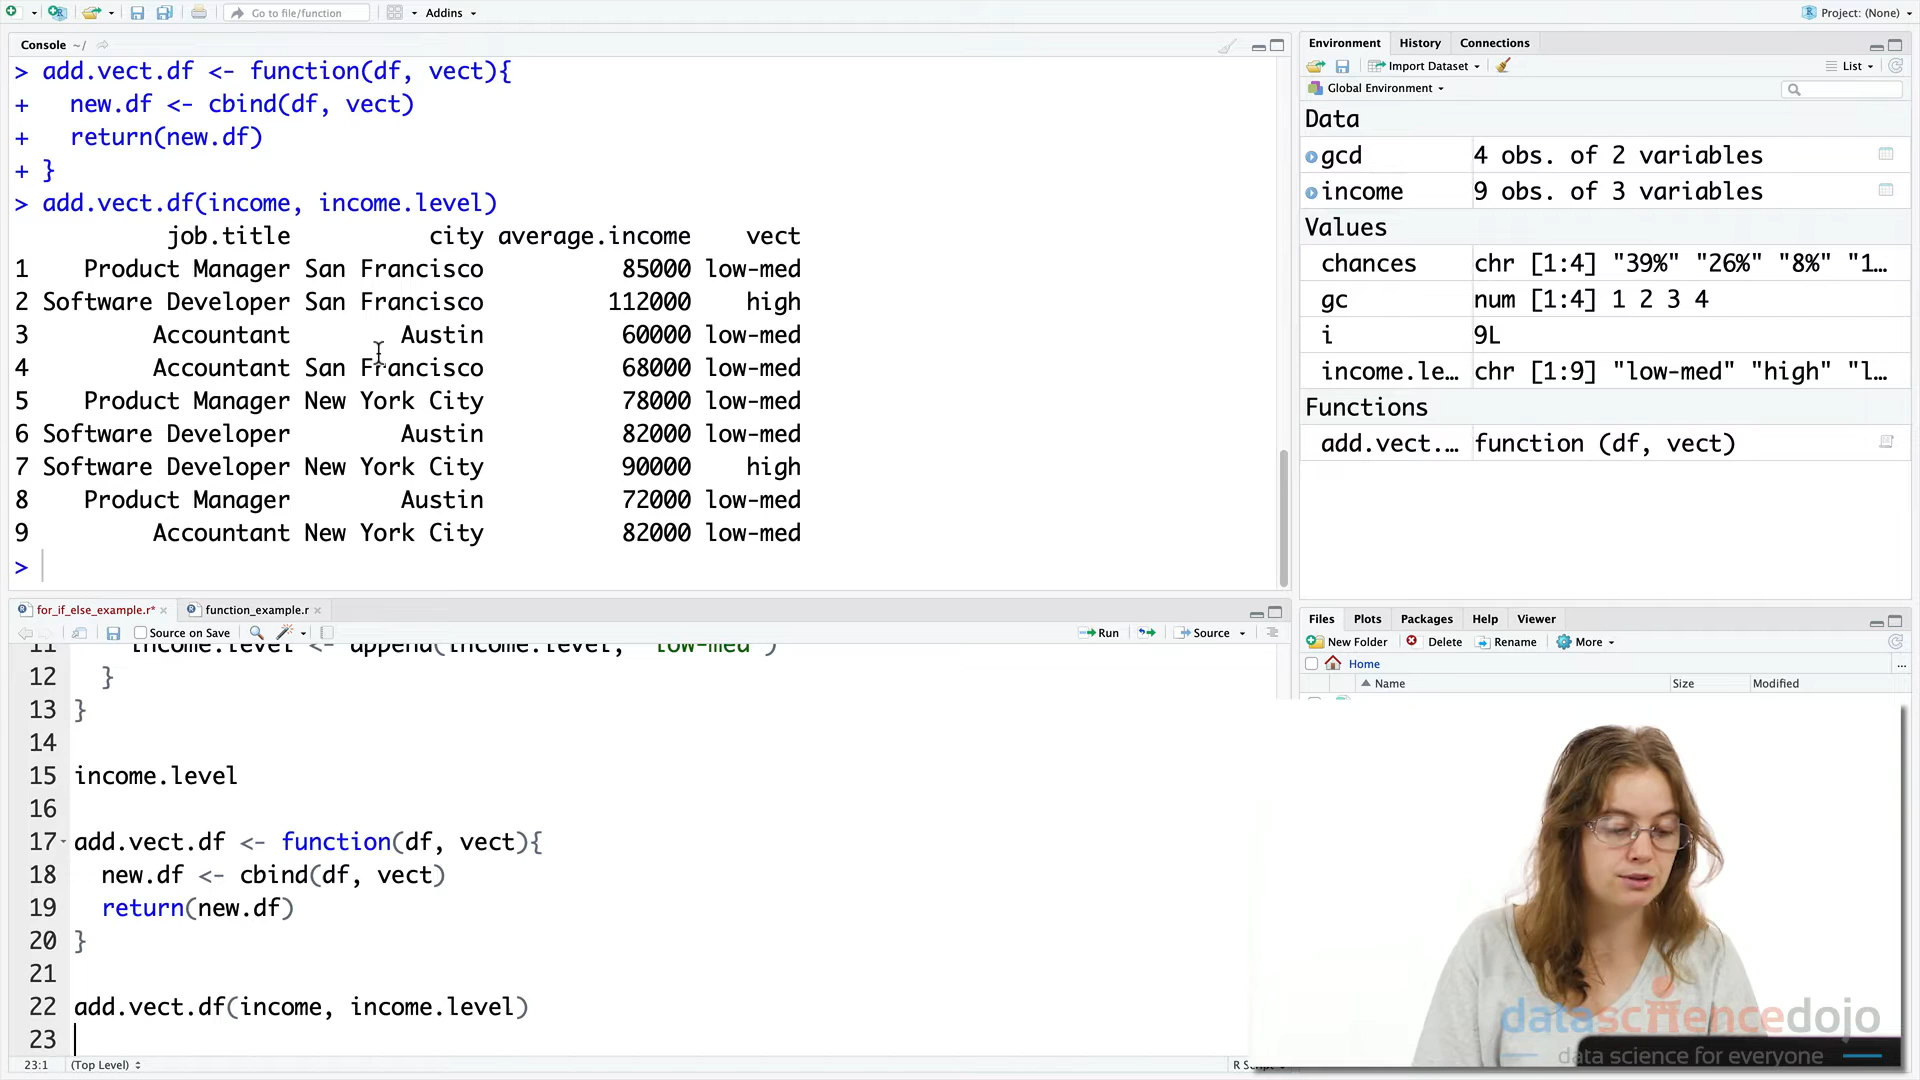 Go to file/function
Addins
Project: (None)
Console ~/
> add.vect.df <- function(df, vect){
+   new.df <- cbind(df, vect)
+   return(new.df)
+ }
> add.vect.df(income, income.level)
job.title city average.income vect
1 Product Manager San Francisco 85000 low-med
2 Software Developer San Francisco 112000 high
3 Accountant Austin 60000 low-med
4 Accountant San Francisco 68000 low-med
5 Product Manager New York City 78000 low-med
6 Software Developer Austin 82000 low-med
7 Software Developer New York City 90000 high
8 Product Manager Austin 72000 low-med
9 Accountant New York City 82000 low-med
>
Environment History Connections
Import Dataset
List
Global Environment
Data
gcd 4 obs. of 2 variables
income 9 obs. of 3 variables
Values
chances chr [1:4] "39%" "26%" "8%" "1…
gc num [1:4] 1 2 3 4
i 9L
income.le… chr [1:9] "low-med" "high" "l…
Functions
add.vect.… function (df, vect)
for_if_else_example.r* function_example.r
Source on Save
Run
Source
11 income.level <- append(income.level, "low-med")
12   }
13 }
14
15 income.level
16
17 add.vect.df <- function(df, vect){
18   new.df <- cbind(df, vect)
19   return(new.df)
20 }
21
22 add.vect.df(income, income.level)
23
23:1 (Top Level)
Files Plots Packages Help Viewer
New Folder Delete Rename More
Home
...
Name Size Modified
datasciencedojo
data science for everyone